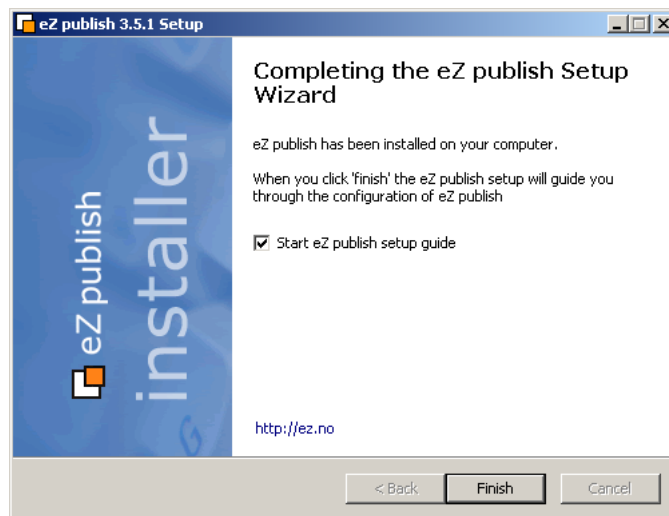 eZ publish 3.5.1 Setup
eZ publish
installer
Completing the eZ publish Setup
Wizard
eZ publish has been installed on your computer.
When you click 'finish' the eZ publish setup will guide you
through the configuration of eZ publish
Start eZ publish setup guide
http://ez.no
< Back
Finish
Cancel